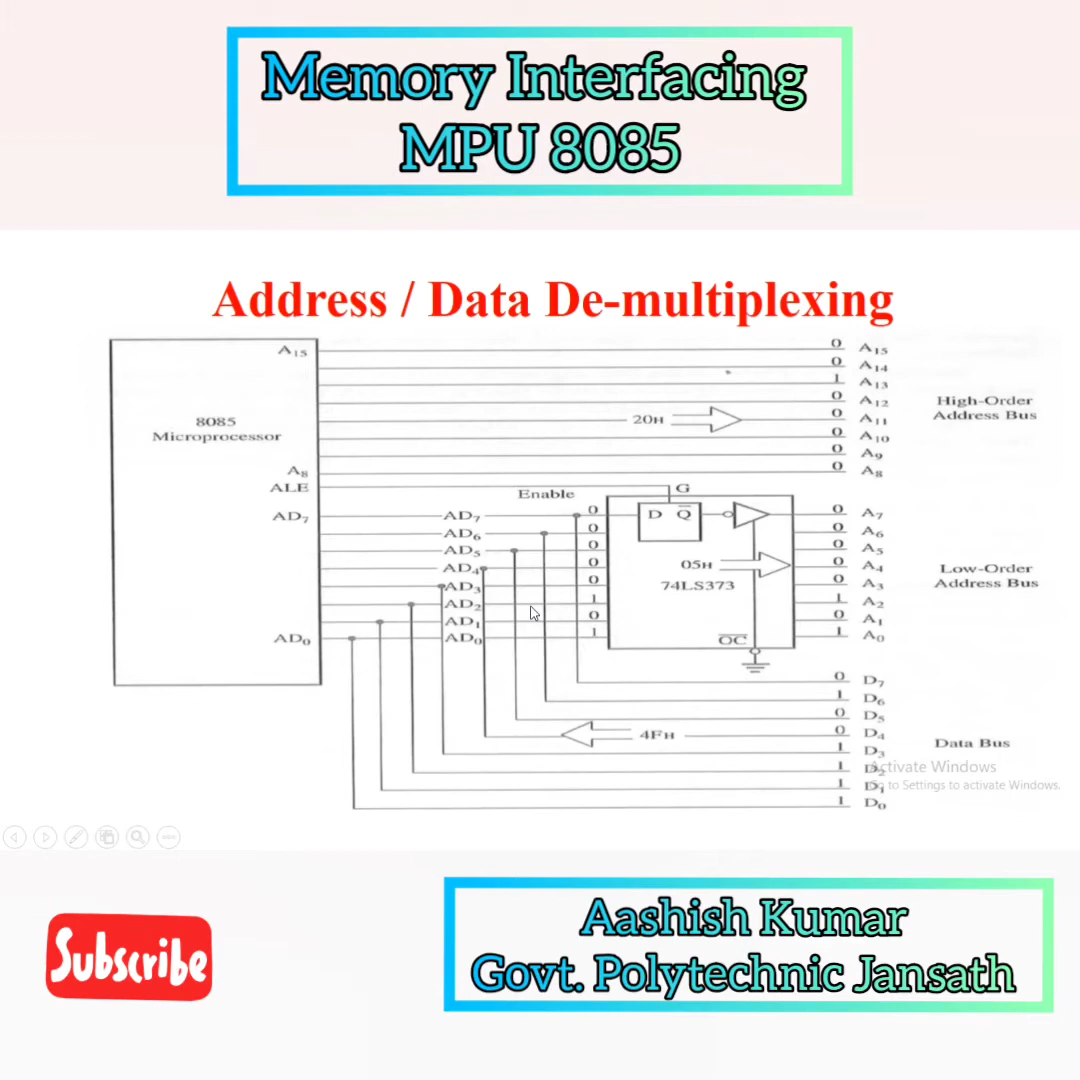 Memory Interfacing
MPU 8085
Address / Data De-multiplexing
A15
0 A15
0 A14
1 A13
0 A12
High-Order
Address Bus
8085
Microprocessor
20H
0 A11
0 A10
0 A9
A8
0 A8
ALE
Enable
G
AD7
AD7
0
D Q̅
0 A7
AD6
0
0 A6
AD5
0
0 A5
AD4
0
05H
0 A4
Low-Order
Address Bus
AD3
0
74LS373
0 A3
AD2
1
1 A2
AD1
0
0 A1
AD0
AD0
1
O̅C̅
1 A0
0 D7
1 D6
0 D5
4FH
0 D4
Data Bus
1 D3
1 D2
1 D1
1 D0
Activate Windows
Go to Settings to activate Windows.
Subscribe
Aashish Kumar
Govt. Polytechnic Jansath